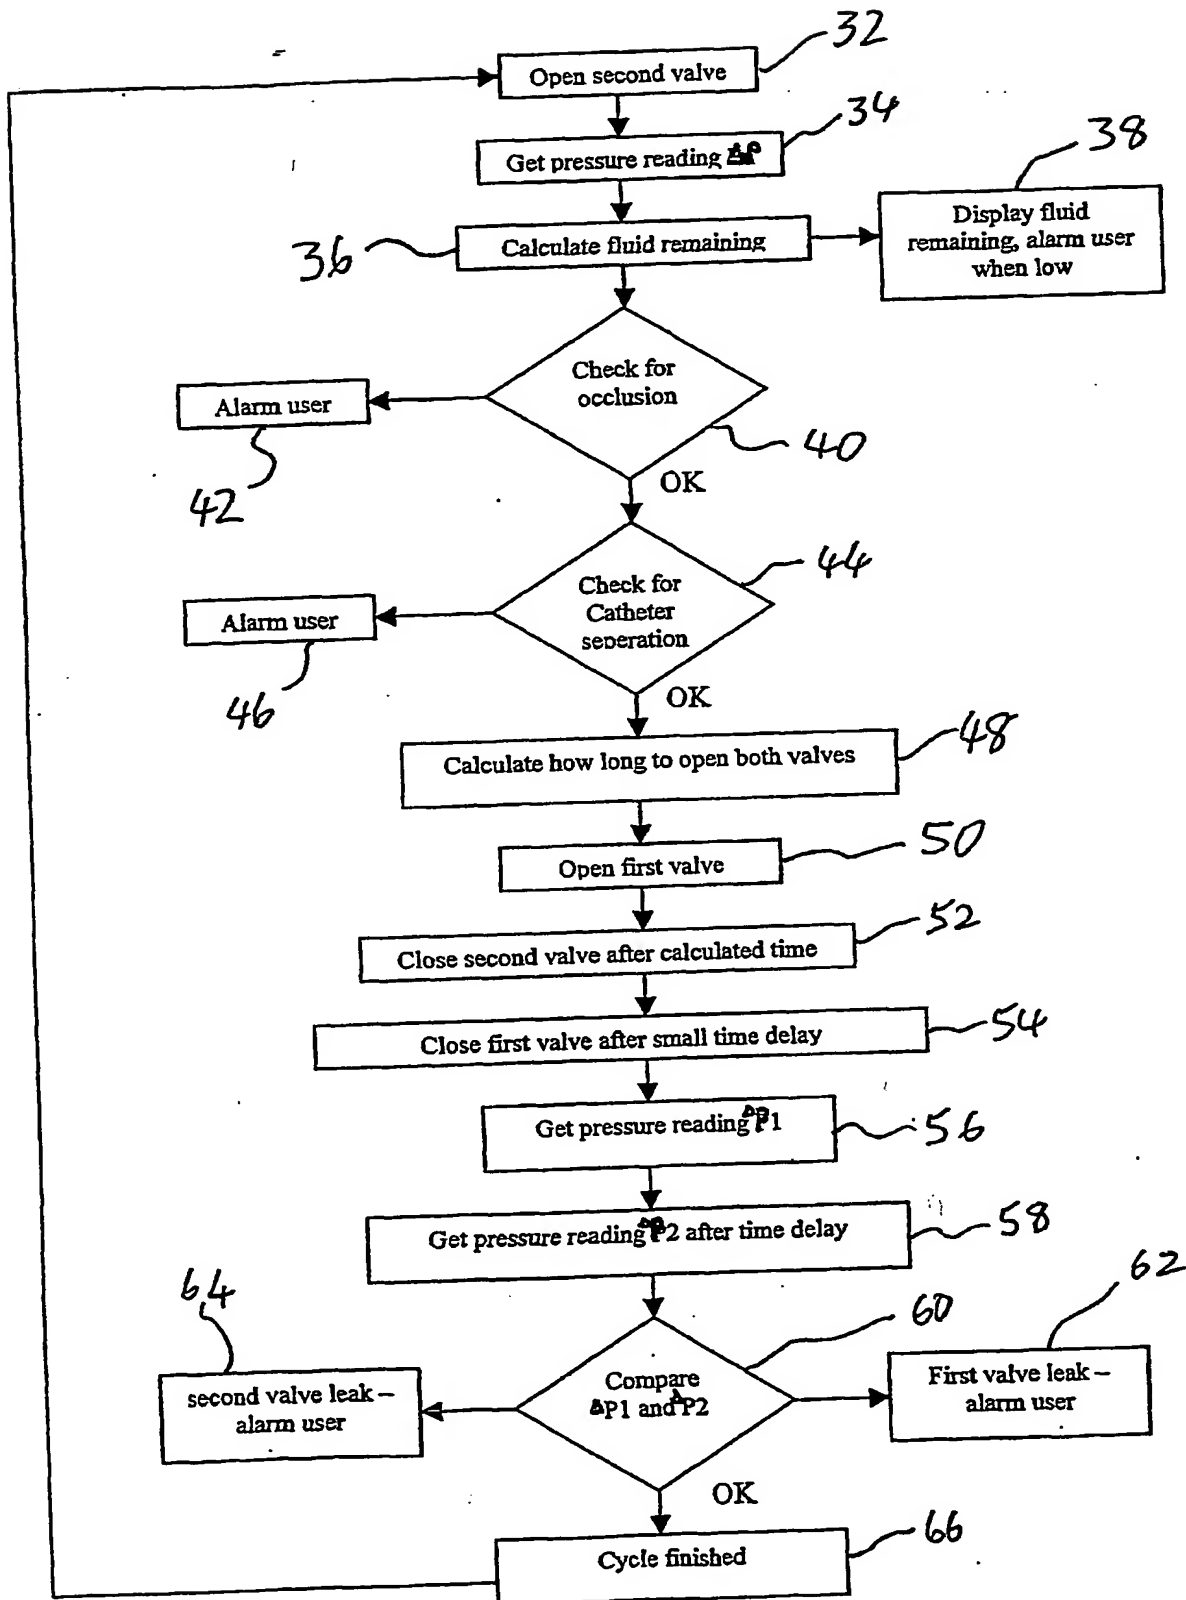 32
Open second valve
34
Get pressure reading ΔP
38
Display fluid
remaining, alarm user
when low
36
Calculate fluid remaining
Check for
occlusion
Alarm user
40
42
OK
44
Check for
Catheter
seperation
Alarm user
46
OK
48
Calculate how long to open both valves
50
Open first valve
52
Close second valve after calculated time
54
Close first valve after small time delay
Get pressure reading ΔP1
56
58
Get pressure reading ΔP2 after time delay
64
62
60
second valve leak –
alarm user
Compare
ΔP1 and ΔP2
First valve leak –
alarm user
OK
66
Cycle finished